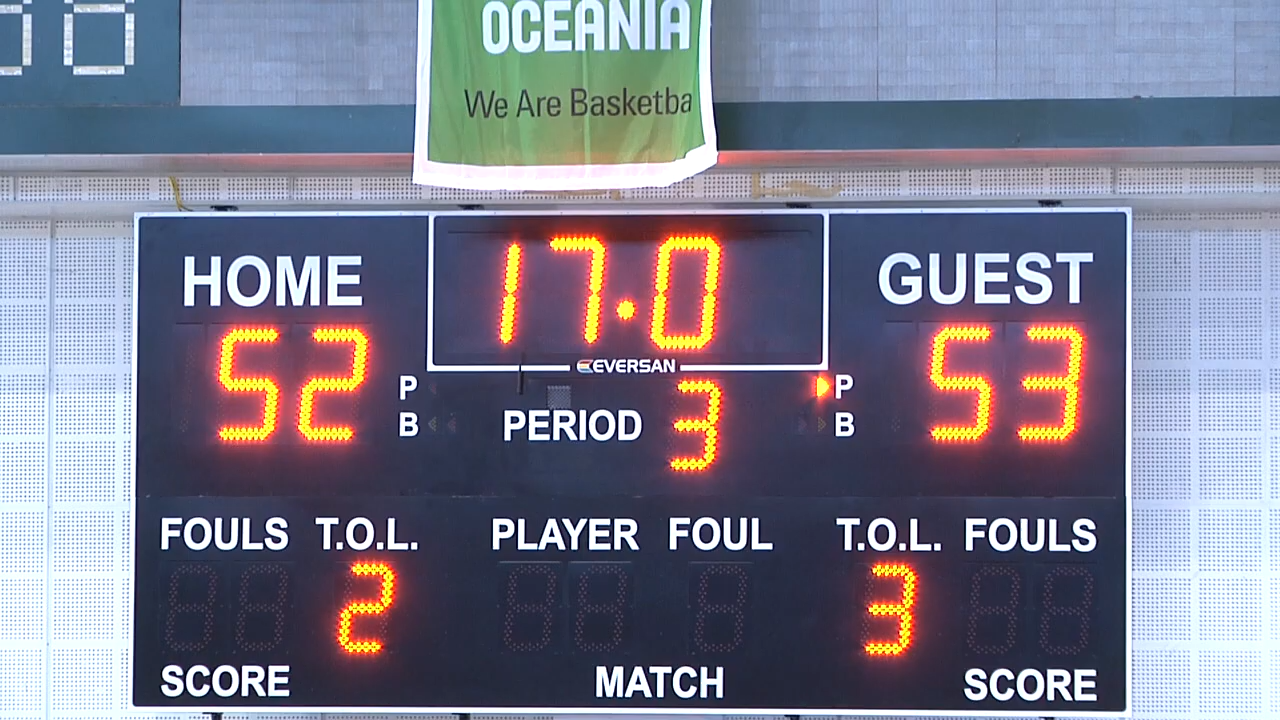 OCEANIA
We Are Basketba
HOME
17.0
GUEST
EVERSAN
52
P
P
53
B
PERIOD
3
B
FOULS
T.O.L.
PLAYER
FOUL
T.O.L.
FOULS
2
3
SCORE
MATCH
SCORE